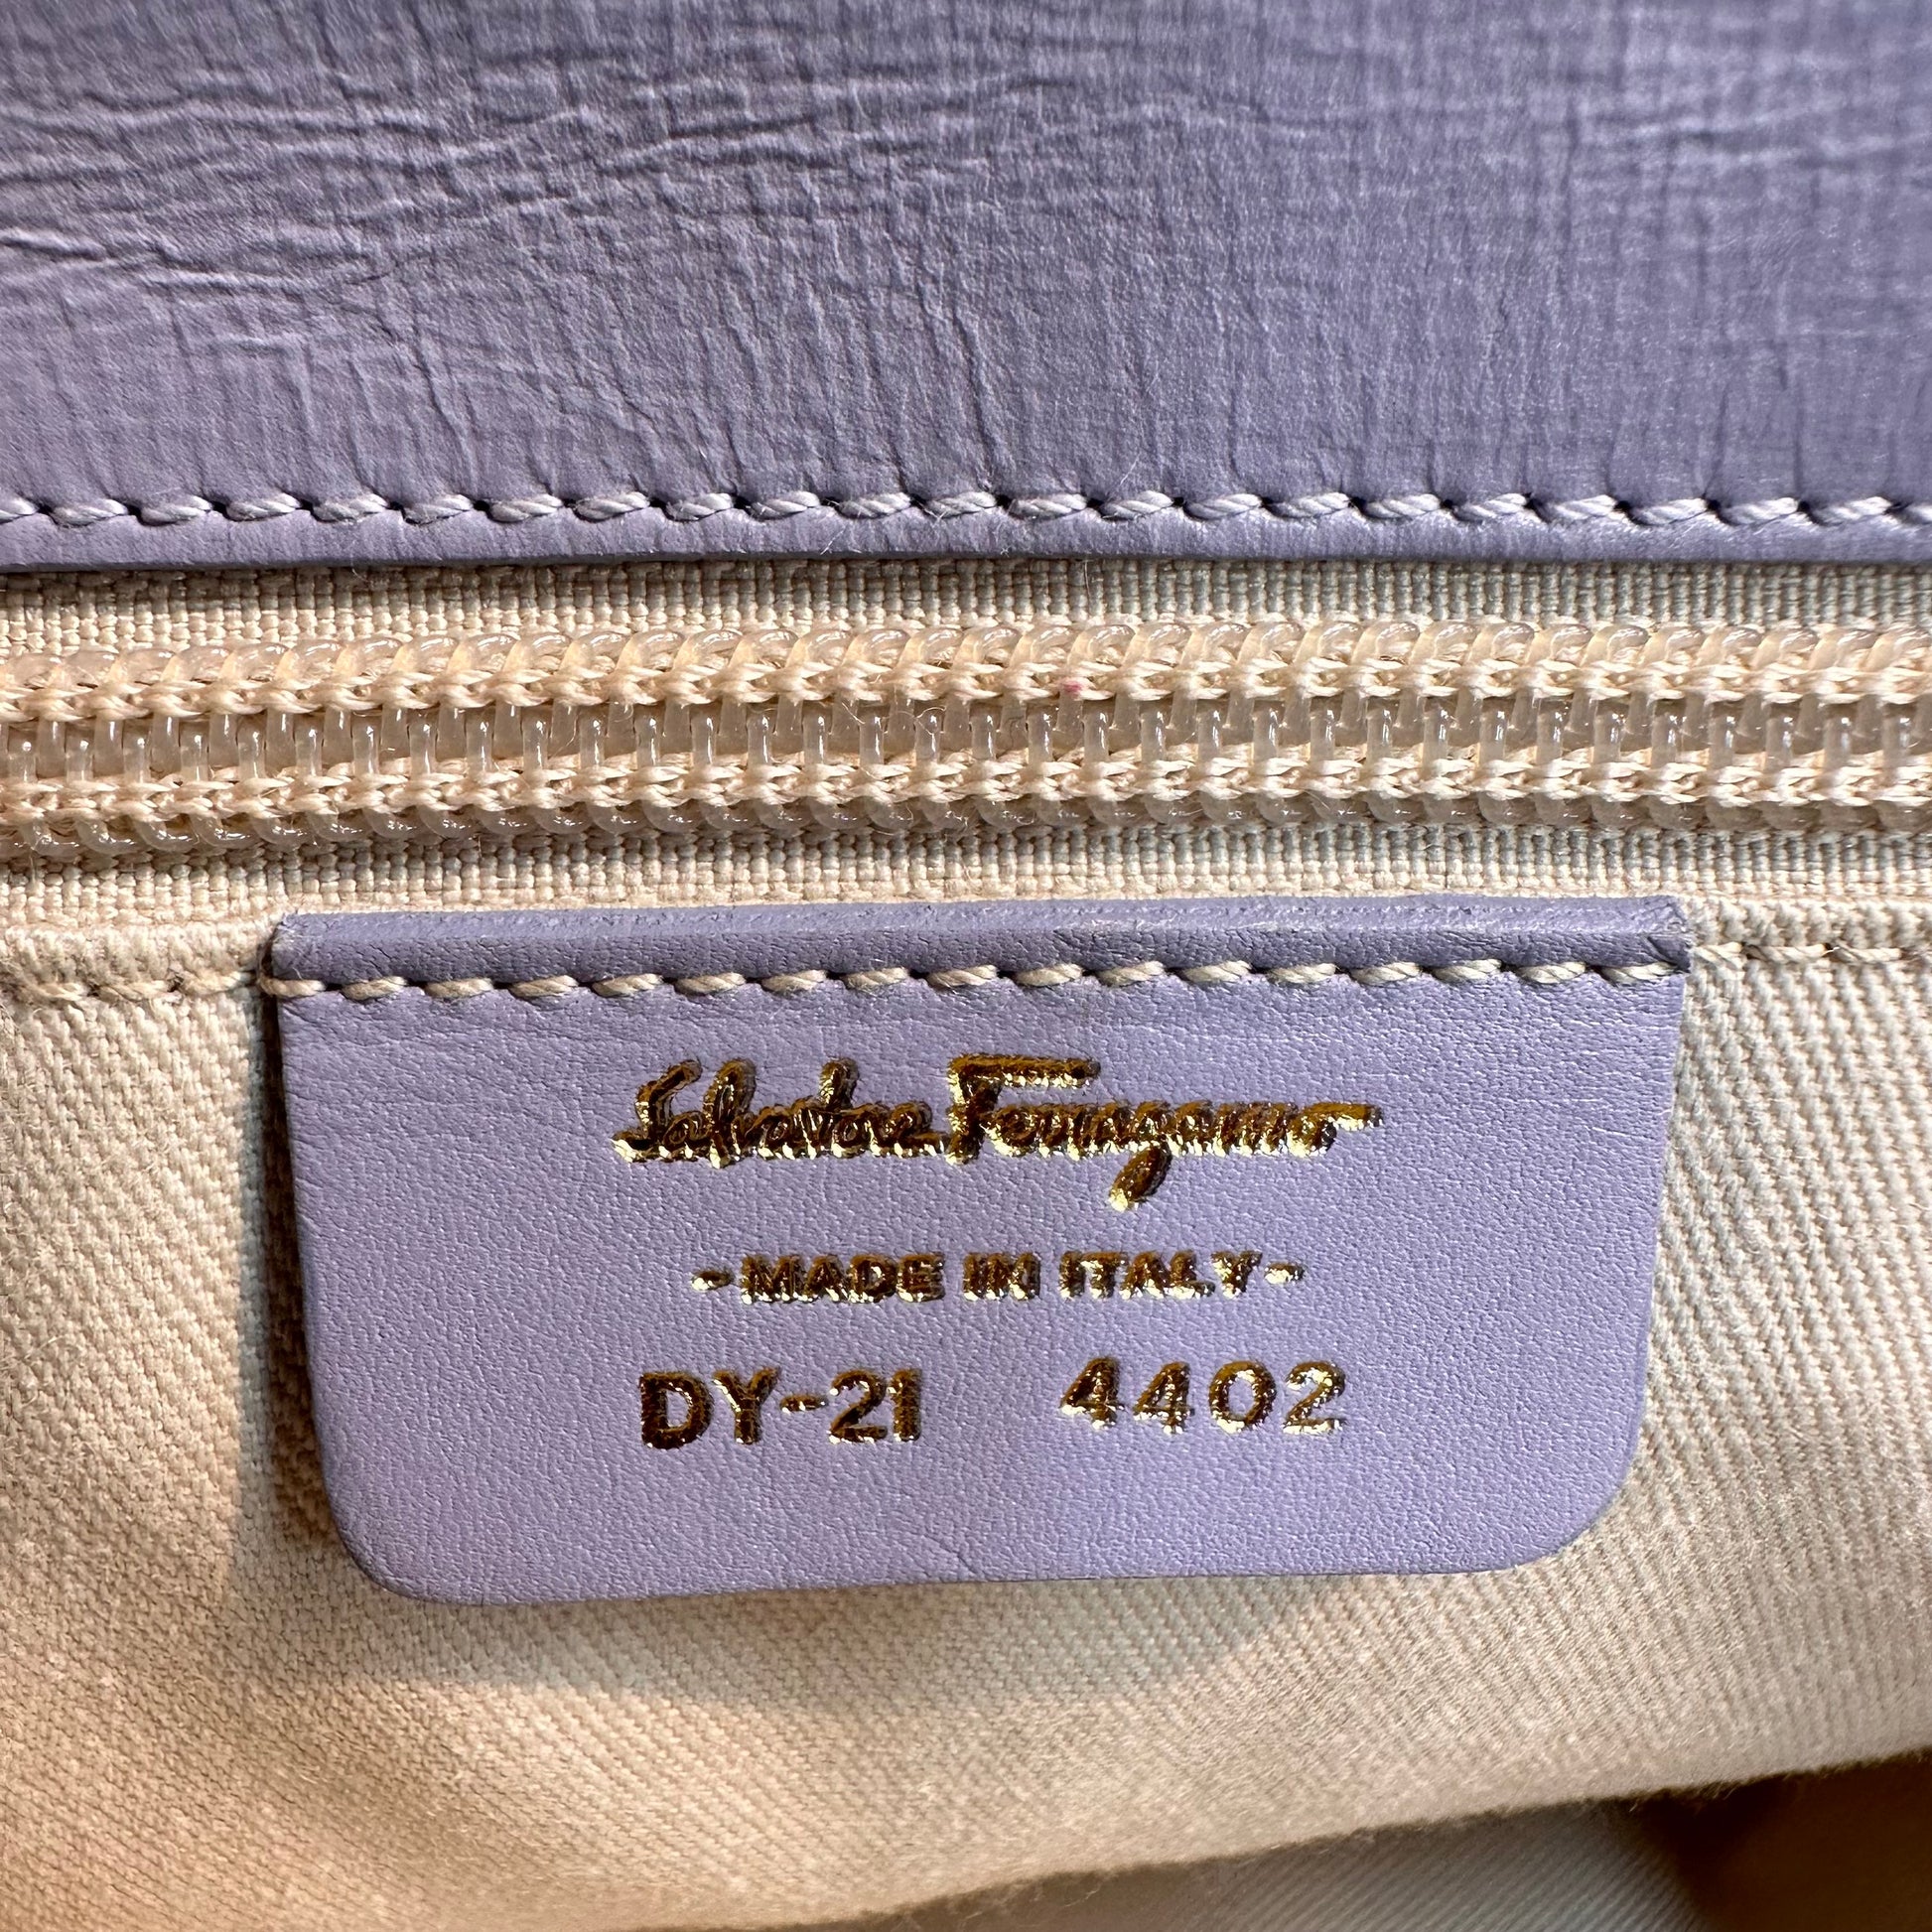 Salvatore Ferragamo
-MADE IN ITALY-
DY-21 4402